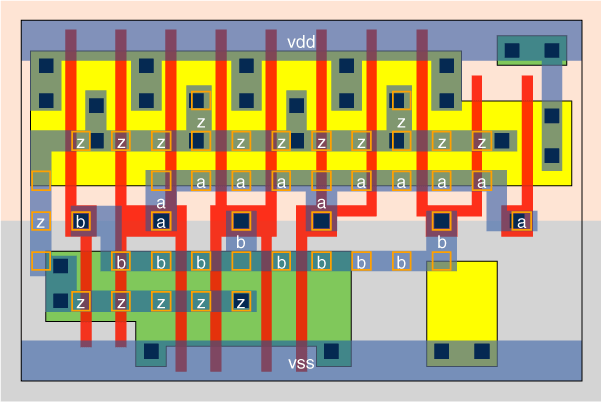 vdd
z z
z z z z z z z z
a a a a a a a a
a a
z b a a
b b
b b b b b b b
z z z z
vss